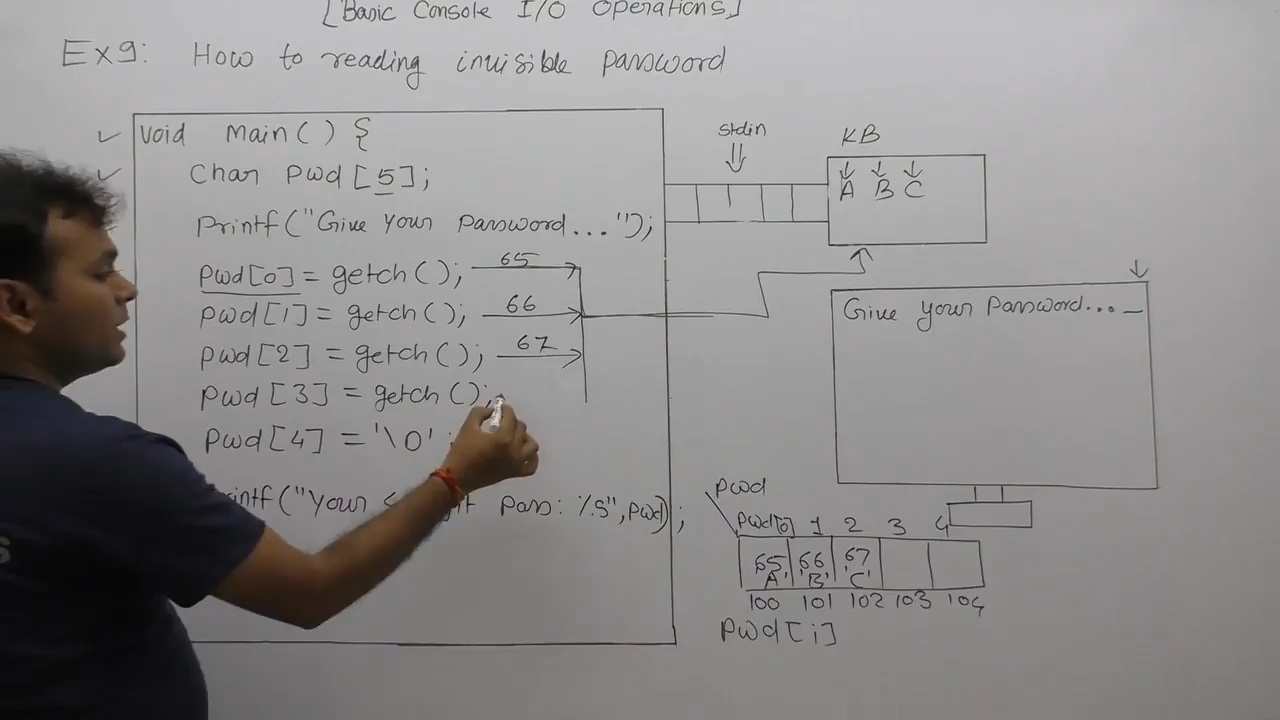 [Basic Console I/O Operations]
Ex9: How to reading invisible password
void main() {
char pwd[5];
printf("Give your password...");
pwd[0] = getch(); 65
pwd[1] = getch(); 66
pwd[2] = getch(); 67
pwd[3] = getch();
pwd[4] = '\0'
printf("Your pass: %s",pwd);
stdin
KB
A B C
Give your password... _
pwd
pwd[0] 1 2 3 4
65 66 67
'A' 'B' 'C'
100 101 102 103 104
pwd[i]
S